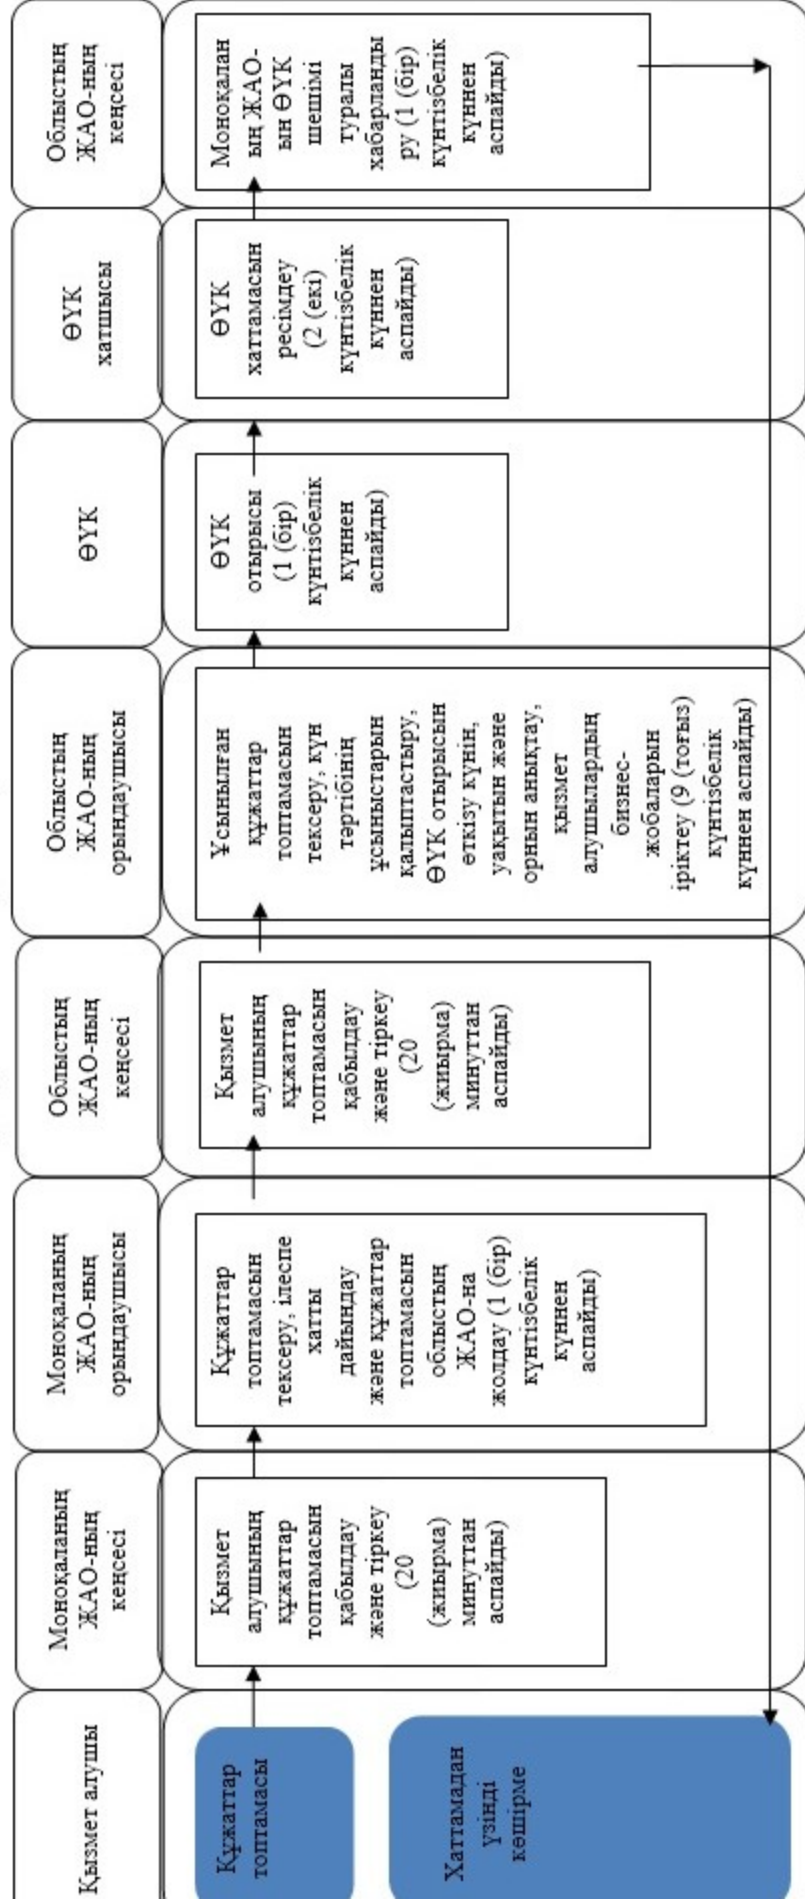 Қызмет алушы
Моноқаланың
ЖАО-ның
кеңсесі
Моноқаланың
ЖАО-ның
орындаушысы
Облыстың
ЖАО-ның
кеңсесі
Облыстың
ЖАО-ның
орындаушысы
ӨҮК
ӨҮК
хатшысы
Облыстың
ЖАО-ның
кеңсесі
Құжаттар
топтамасы
Қызмет
алушының
құжаттар
топтамасын
қабылдау
және тіркеу
(20
(жиырма)
минуттан
аспайды)
Құжаттар
топтамасын
тексеру, ілеспе
хатты
дайындау
және құжаттар
топтамасын
облыстың
ЖАО-на
жолдау (1 (бір)
күнтізбелік
күннен
аспайды)
Қызмет
алушының
құжаттар
топтамасын
қабылдау
және тіркеу
(20
(жиырма)
минуттан
аспайды)
Ұсынылған
құжаттар
топтамасын
тексеру, күн
тәртібінің
ұсыныстарын
қалыптастыру,
ӨҮК отырысын
өткізу күнін,
уақытын және
орнын анықтау,
қызмет
алушылардың
бизнес-
жобаларын
іріктеу (9 (тоғыз)
күнтізбелік
күннен аспайды)
ӨҮК
отырысы
(1 (бір)
күнтізбелік
күннен
аспайды)
ӨҮК
хаттамасын
ресімдеу
(2 (екі)
күнтізбелік
күннен
аспайды)
Моноқалан
ың ЖАО-
ын ӨҮК
шешімі
туралы
хабарланды
ру (1 (бір)
күнтізбелік
күннен
аспайды)
Хаттамадан
үзінді
көшірме